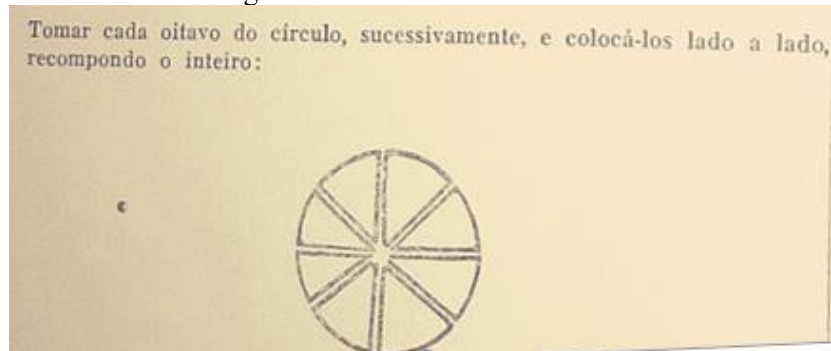 Tomar cada oitavo do círculo, sucessivamente, e colocá-los lado a lado,
recompondo o inteiro: